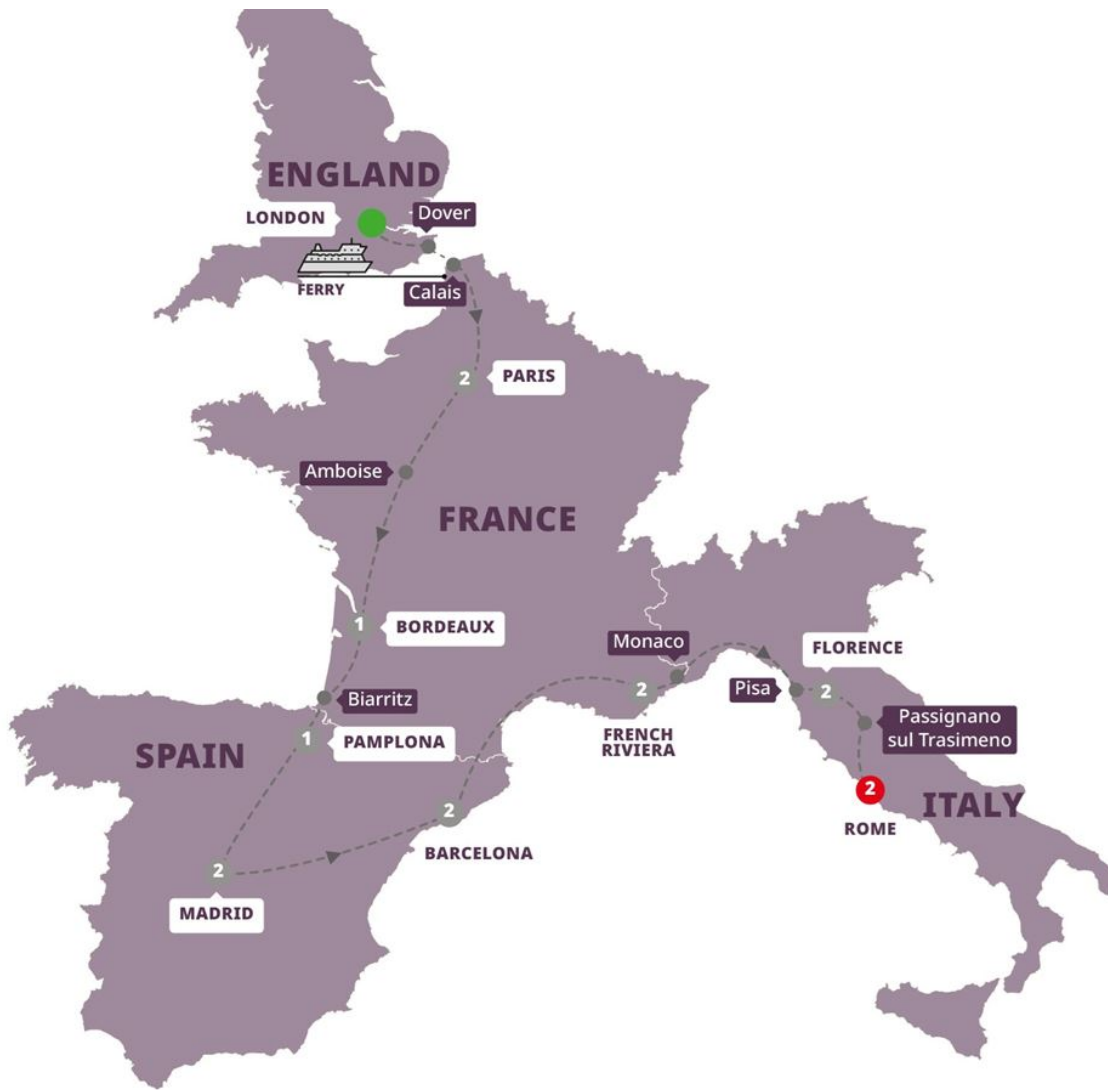 ENGLAND
LONDON
Dover
FERRY
Calais
2
PARIS
Amboise
FRANCE
1
BORDEAUX
Monaco
FLORENCE
Biarritz
2
Pisa
2
Passignano
sul Trasimeno
SPAIN
1
PAMPLONA
FRENCH
RIVIERA
2
ITALY
ROME
2
BARCELONA
2
MADRID